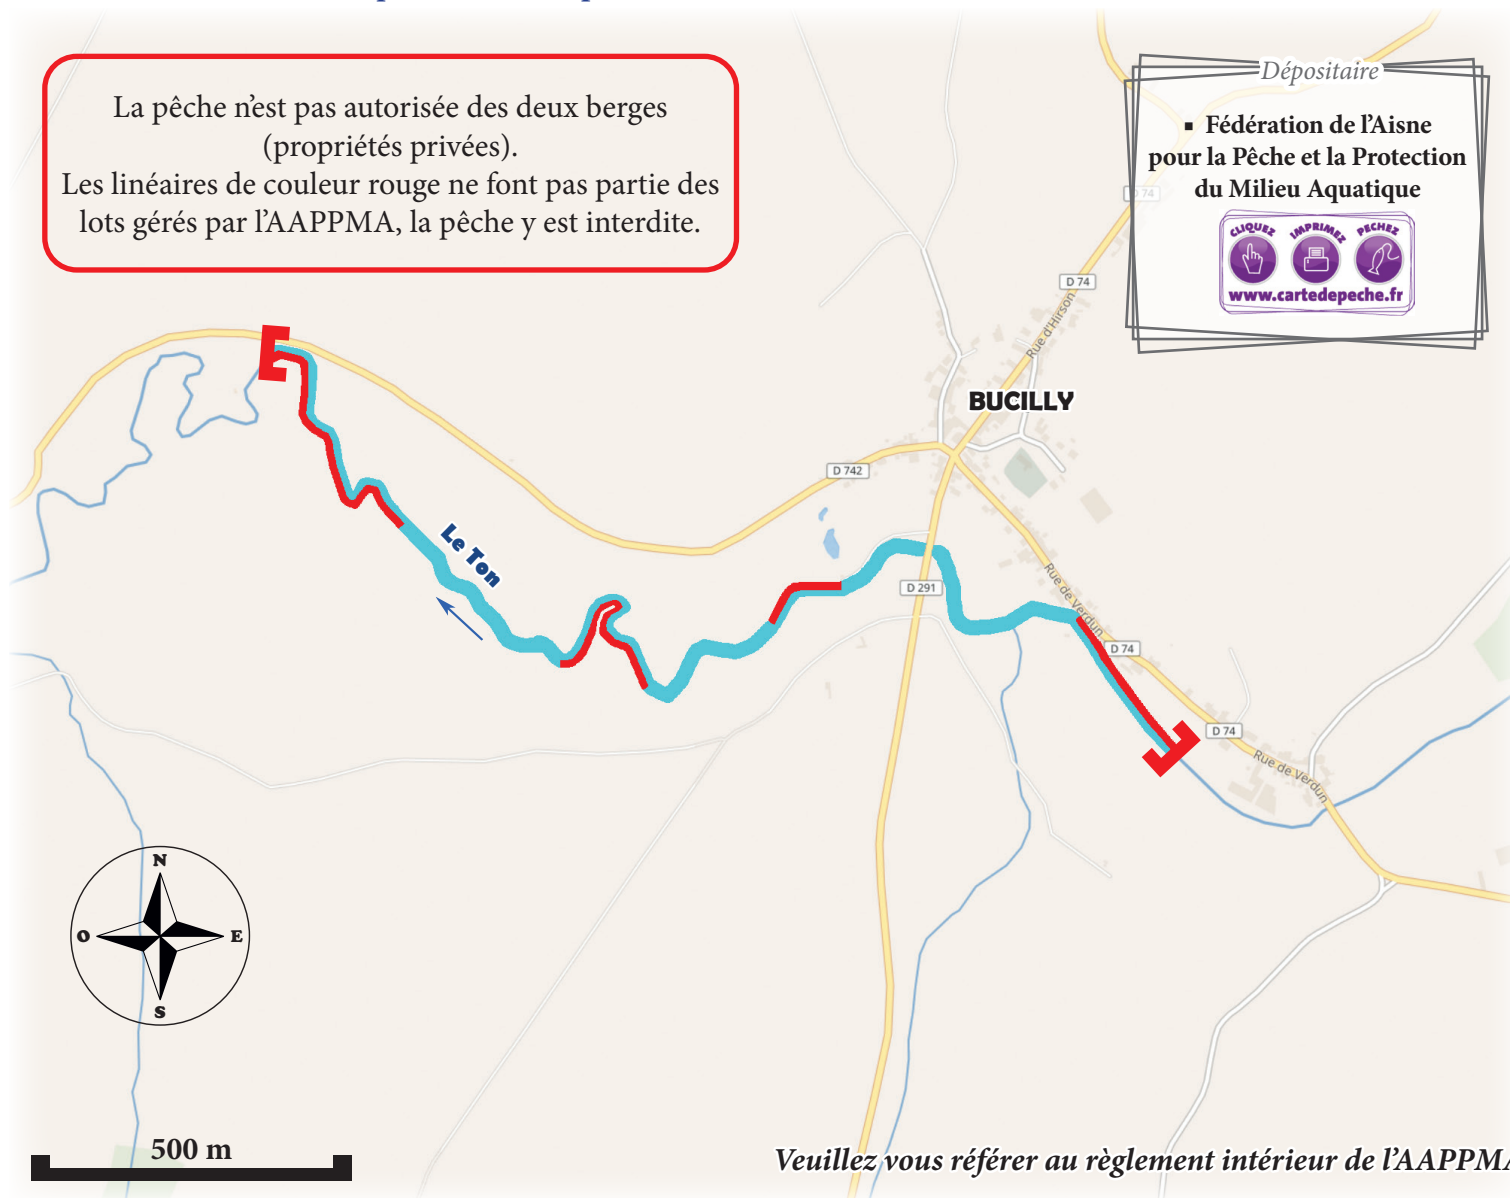 La pêche n'est pas autorisée des deux berges
(propriétés privées).
Les linéaires de couleur rouge ne font pas partie des
lots gérés par l'AAPPMA, la pêche y est interdite.
Dépositaire
▪ Fédération de l'Aisne
pour la Pêche et la Protection
du Milieu Aquatique
CLIQUEZ IMPRIMEZ PECHEZ
www.cartedepeche.fr
D 74
D 74
Rue d'Hirson
BUCILLY
D 742
Le Ton
D 291
Rue de Verdun
D 74
D 74
Rue de Verdun
N
O E
S
500 m
Veuillez vous référer au règlement intérieur de l'AAPPMA